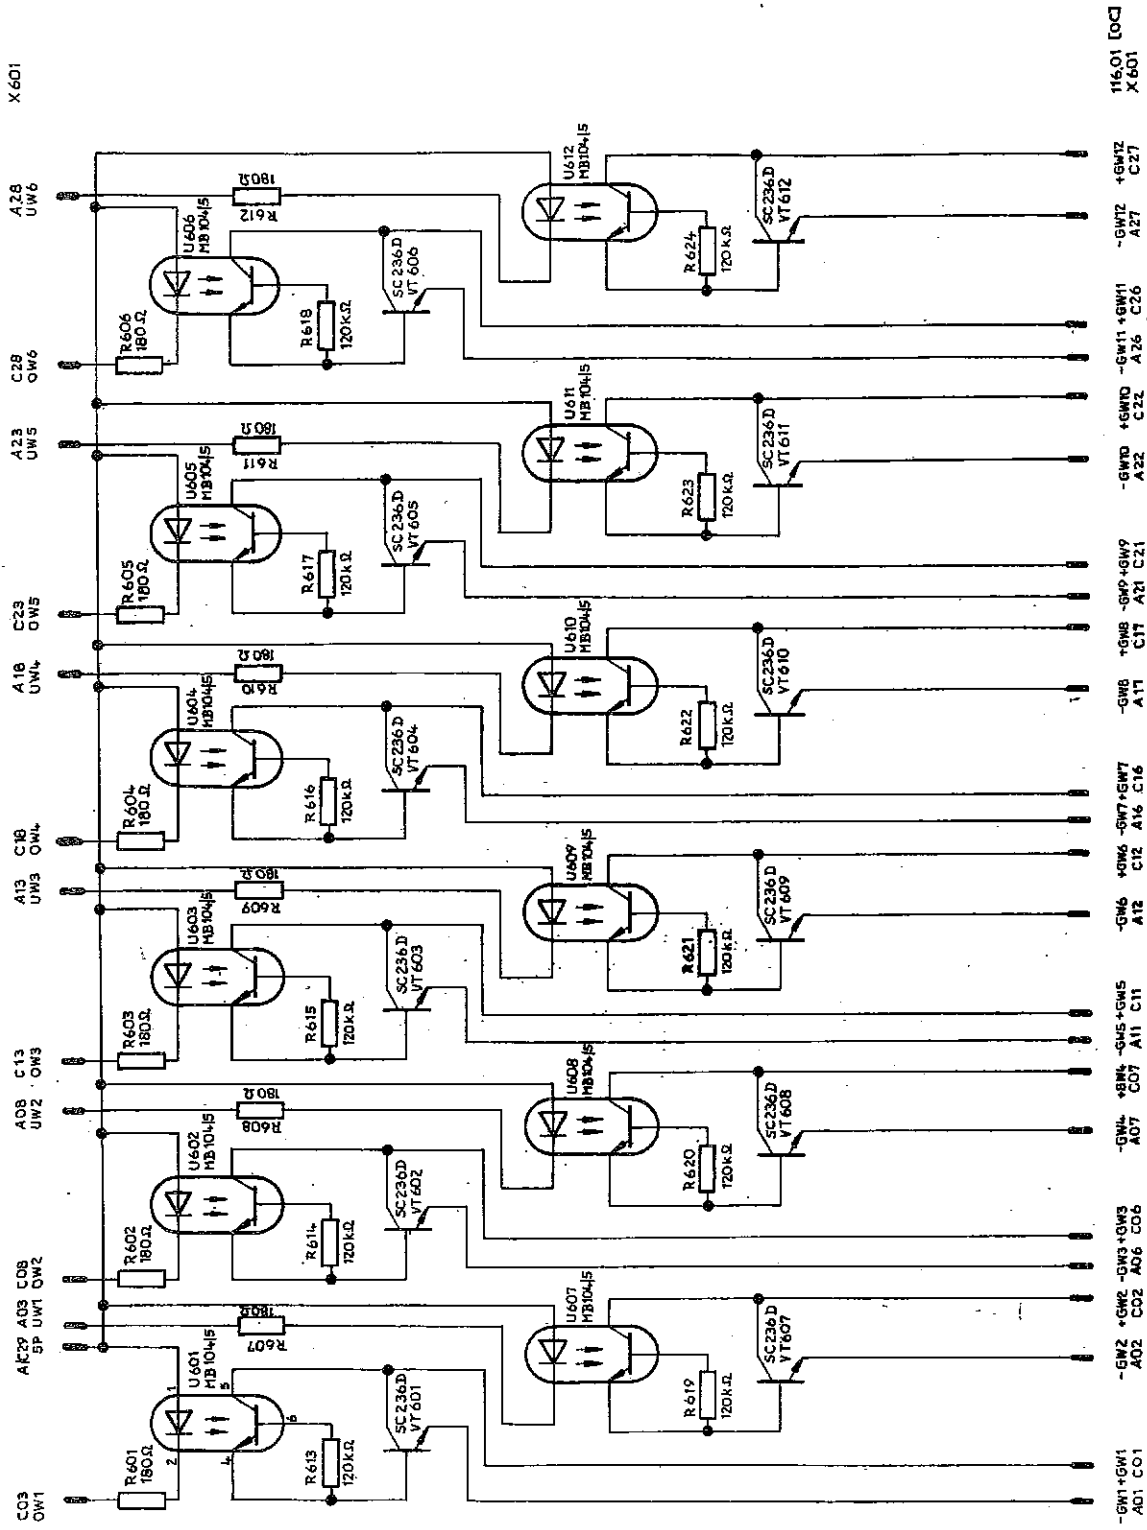 X601
A28
UW6
C28
OW6
A23
UW5
C23
OW5
A18
UW4
C18
OW4
A13
UW3
C13
OW3
A08
UW2
C08
OW2
A03
UW1
A/C29
5P
C03
OW1
R606
180Ω
U606
MB104/5
180Ω
R612
U612
MB104/5
R618
120kΩ
SC236D
VT606
R624
120kΩ
SC236D
VT612
R605
180Ω
U605
MB104/5
180Ω
R611
U611
MB104/5
R617
120kΩ
SC236D
VT605
R623
120kΩ
SC236D
VT611
R604
180Ω
U604
MB104/5
180Ω
R610
U610
MB104/5
R616
120kΩ
SC236D
VT604
R622
120kΩ
SC236D
VT610
R603
180Ω
U603
MB104/5
180Ω
R609
U609
MB104/5
R615
120kΩ
SC236D
VT603
R621
120kΩ
SC236D
VT609
R602
180Ω
U602
MB104/5
180Ω
R608
U608
MB104/5
R614
120kΩ
SC236D
VT602
R620
120kΩ
SC236D
VT608
R601
180Ω
U601
MB104/5
2
1
4
5
6
180Ω
R607
U607
MB104/5
R613
120kΩ
SC236D
VT601
R619
120kΩ
SC236D
VT607
-GW1 +GW1
A01 C01
-GW2 +GW2
A02 C02
-GW3 +GW3
A06 C06
-GW4 +BW4
A07 C07
-GW5 +GW5
A11 C11
-GW6 +GW6
A12 C12
-GW7 +GW7
A16 C16
-GW8 +GW8
A17 C17
-GW9 +GW9
A21 C21
-GW10 +GW10
A22 C22
-GW11 +GW11
A26 C26
-GW12 +GW12
A27 C27
116.01 [OC]
X601